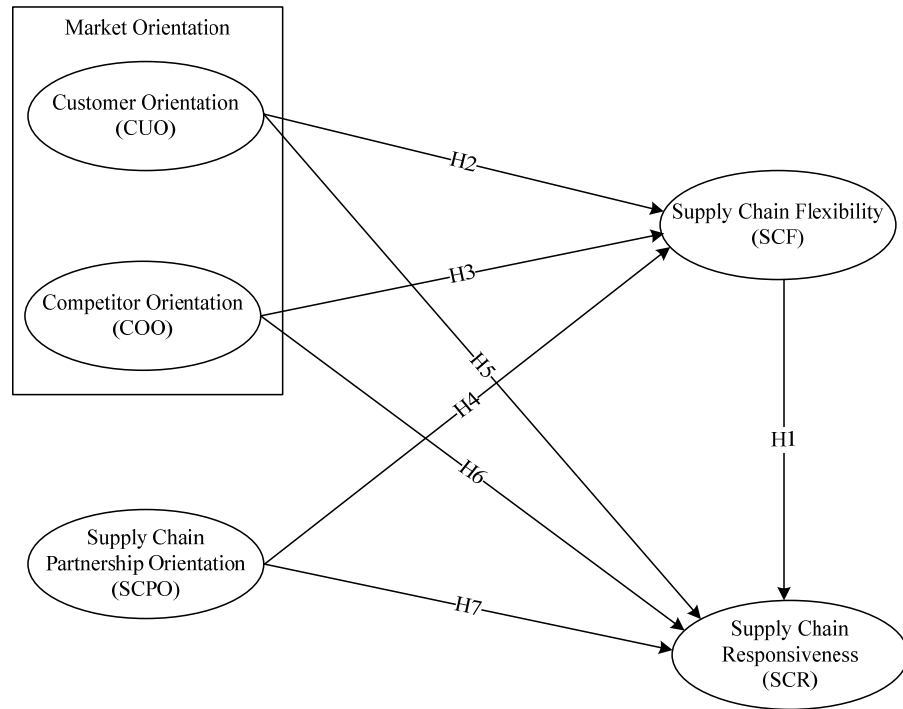 Market Orientation
Customer Orientation
(CUO)
H2
Supply Chain Flexibility
(SCF)
Competitor Orientation
(COO)
H3
H5
H4
H1
H6
Supply Chain
Partnership Orientation
(SCPO)
H7
Supply Chain
Responsiveness
(SCR)